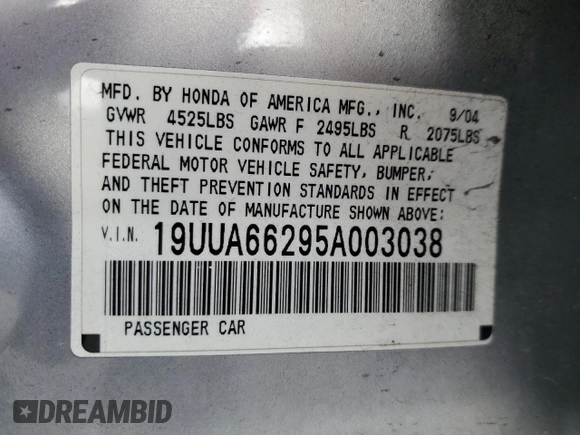 MFD. BY HONDA OF AMERICA MFG., INC. 9/04
GVWR 4525LBS GAWR F 2495LBS R 2075LBS
THIS VEHICLE CONFORMS TO ALL APPLICABLE
FEDERAL MOTOR VEHICLE SAFETY, BUMPER,
AND THEFT PREVENTION STANDARDS IN EFFECT
ON THE DATE OF MANUFACTURE SHOWN ABOVE:
V.I.N. 19UUA66295A003038
PASSENGER CAR
DREAMBID